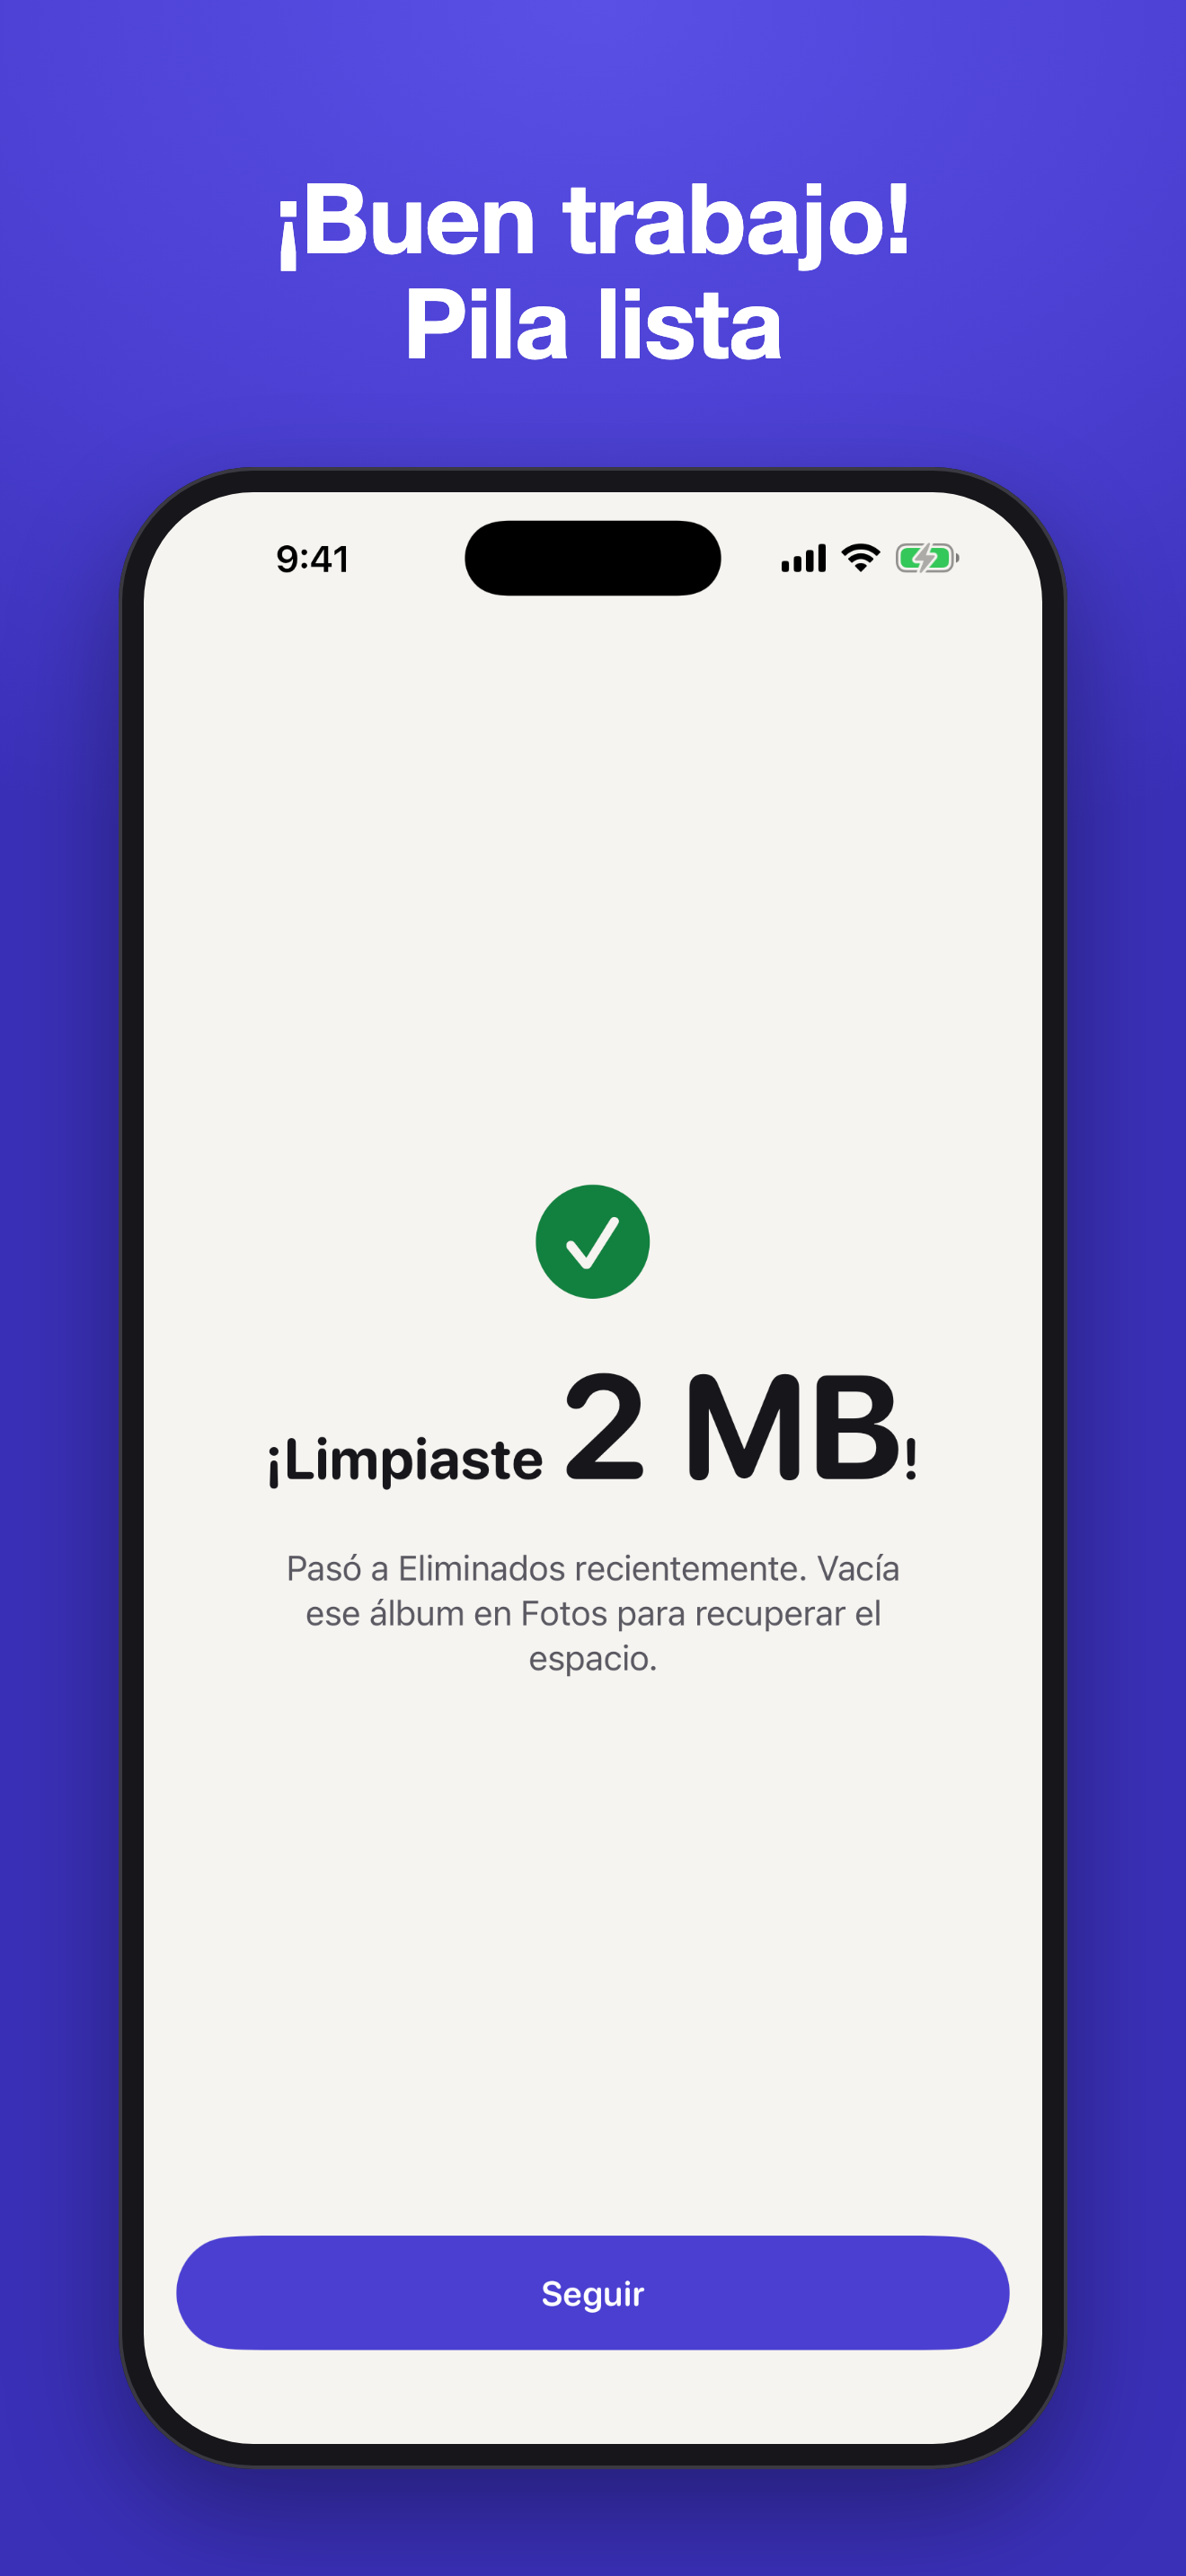 ¡Buen trabajo!
Pila lista
9:41
¡Limpiaste 2 MB!
Pasó a Eliminados recientemente. Vacía
ese álbum en Fotos para recuperar el
espacio.
Seguir